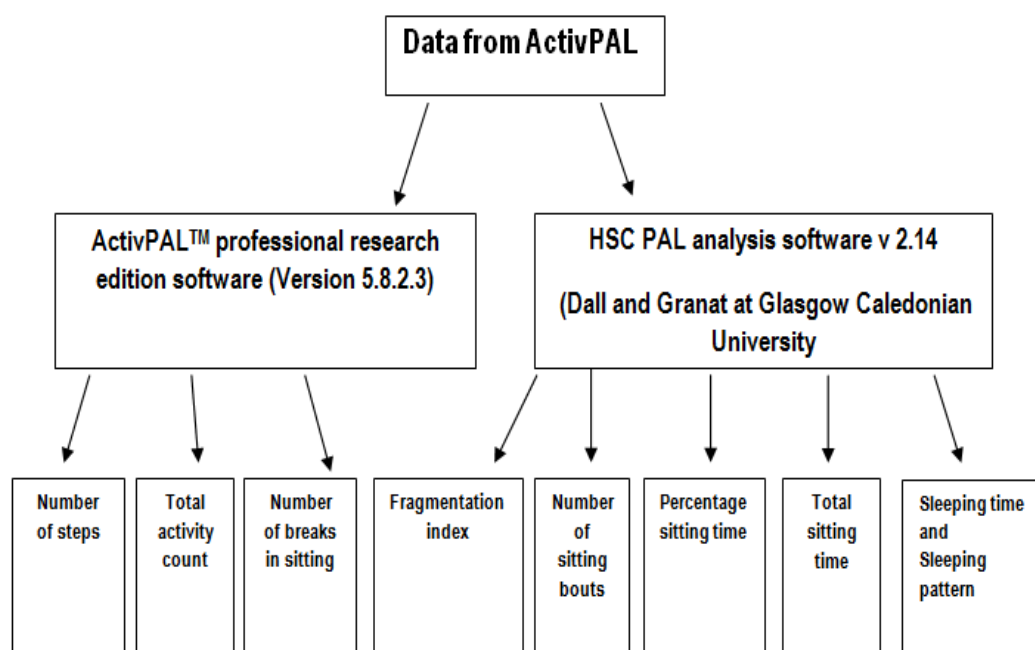 Data from ActivPAL
ActivPAL™ professional research
edition software (Version 5.8.2.3)
HSC PAL analysis software v 2.14
(Dall and Granat at Glasgow Caledonian
University
Number
of steps
Total
activity
count
Number
of breaks
in sitting
Fragmentation
index
Number
of
sitting
bouts
Percentage
sitting time
Total
sitting
time
Sleeping time
and
Sleeping
pattern